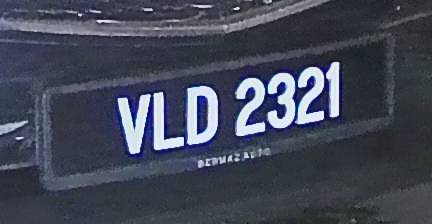 VLD 2321
BERMAZ AUTO